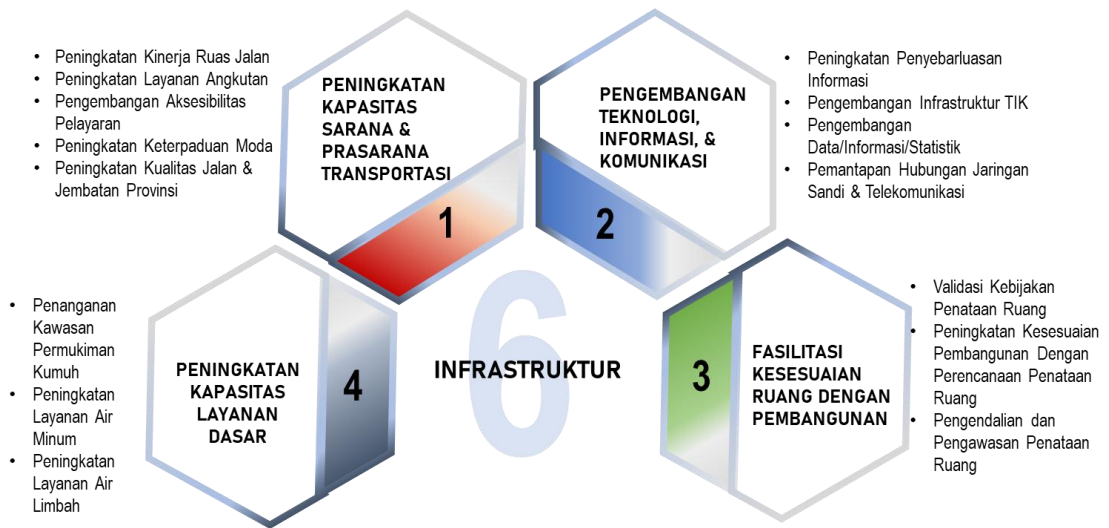 • Peningkatan Kinerja Ruas Jalan
• Peningkatan Layanan Angkutan
• Pengembangan Aksesibilitas
Pelayaran
• Peningkatan Keterpaduan Moda
• Peningkatan Kualitas Jalan &
Jembatan Provinsi
PENINGKATAN
KAPASITAS
SARANA &
PRASARANA
TRANSPORTASI
1
PENGEMBANGAN
TEKNOLOGI,
INFORMASI, &
KOMUNIKASI
2
• Peningkatan Penyebarluasan
Informasi
• Pengembangan Infrastruktur TIK
• Pengembangan
Data/Informasi/Statistik
• Pemantapan Hubungan Jaringan
Sandi & Telekomunikasi
• Penanganan
Kawasan
Permukiman
Kumuh
• Peningkatan
Layanan Air
Minum
• Peningkatan
Layanan Air
Limbah
PENINGKATAN
KAPASITAS
LAYANAN
DASAR
4
6
INFRASTRUKTUR
3
FASILITASI
KESESUAIAN
RUANG DENGAN
PEMBANGUNAN
• Validasi Kebijakan
Penataan Ruang
• Peningkatan Kesesuaian
Pembangunan Dengan
Perencanaan Penataan
Ruang
• Pengendalian dan
Pengawasan Penataan
Ruang